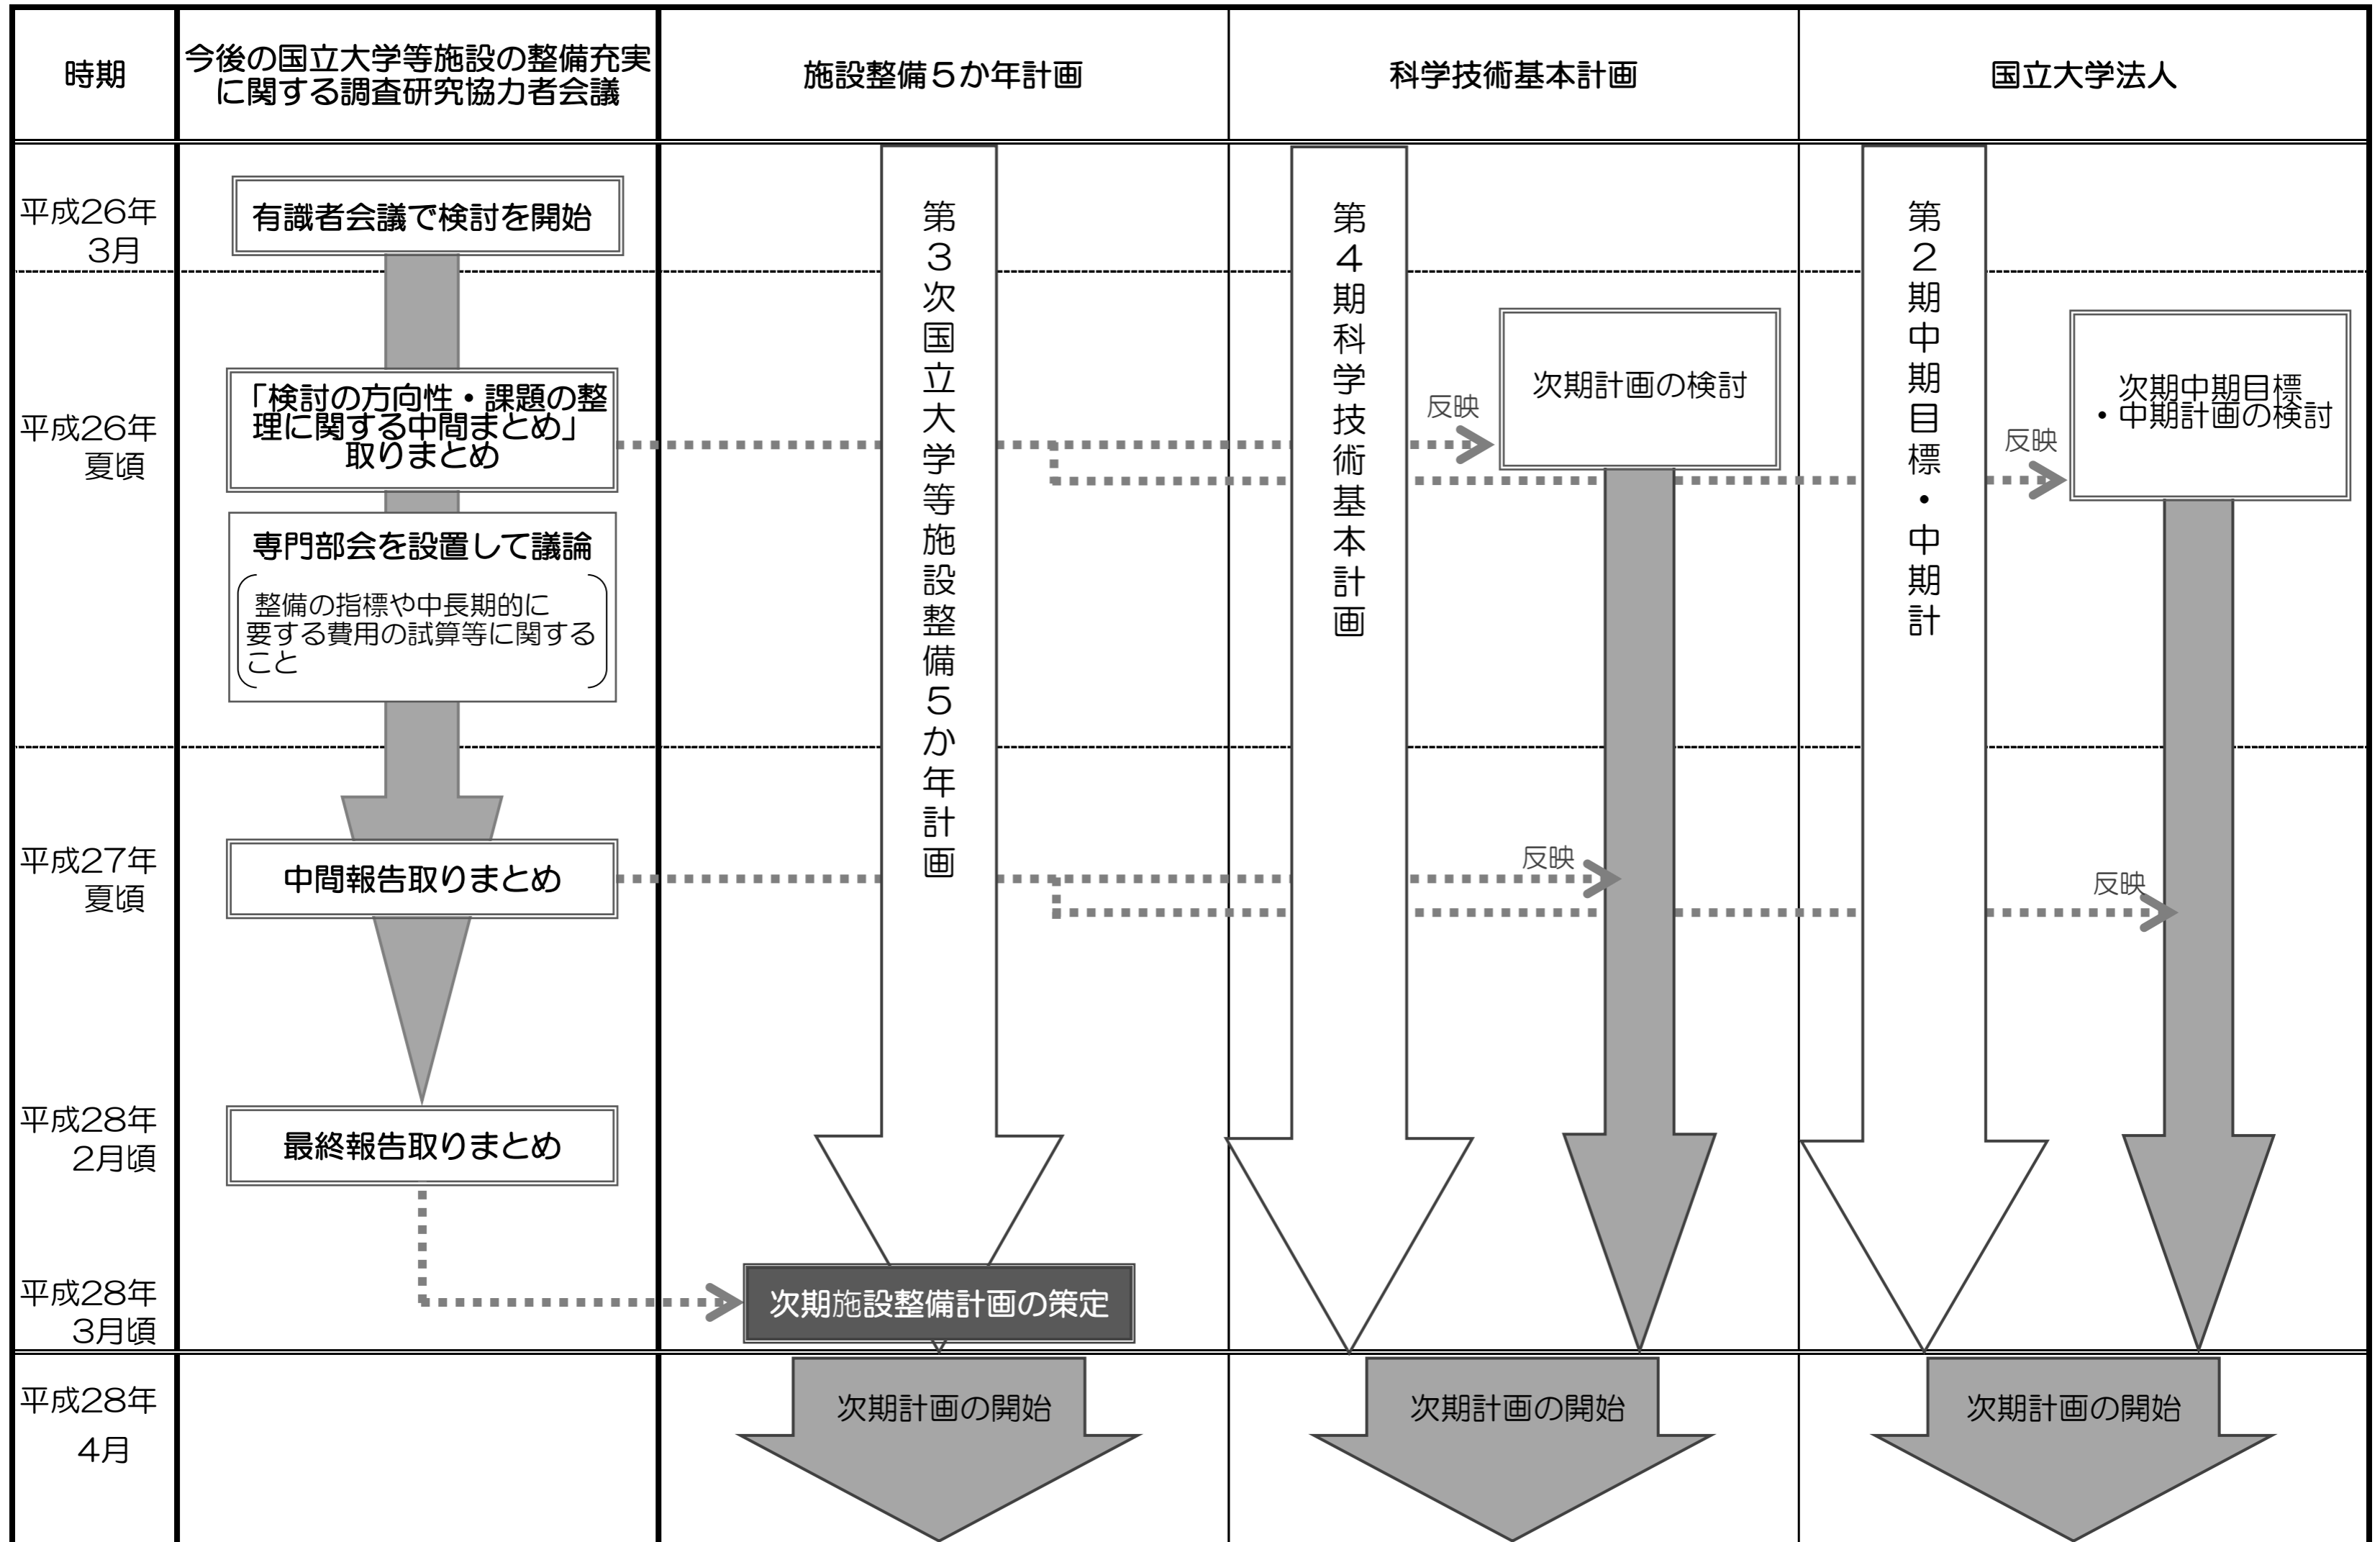 時期
今後の国立大学等施設の整備充実
に関する調査研究協力者会議
施設整備５か年計画
科学技術基本計画
国立大学法人
平成26年
3月
有識者会議で検討を開始
第３次国立大学等施設整備５か年計画
第４期科学技術基本計画
第２期中期目標・中期計
平成26年
夏頃
「検討の方向性・課題の整
理に関する中間まとめ」
取りまとめ
反映
次期計画の検討
反映
次期中期目標
・中期計画の検討
専門部会を設置して議論
整備の指標や中長期的に
要する費用の試算等に関する
こと
平成27年
夏頃
中間報告取りまとめ
反映
反映
平成28年
2月頃
最終報告取りまとめ
平成28年
3月頃
次期施設整備計画の策定
平成28年
4月
次期計画の開始
次期計画の開始
次期計画の開始